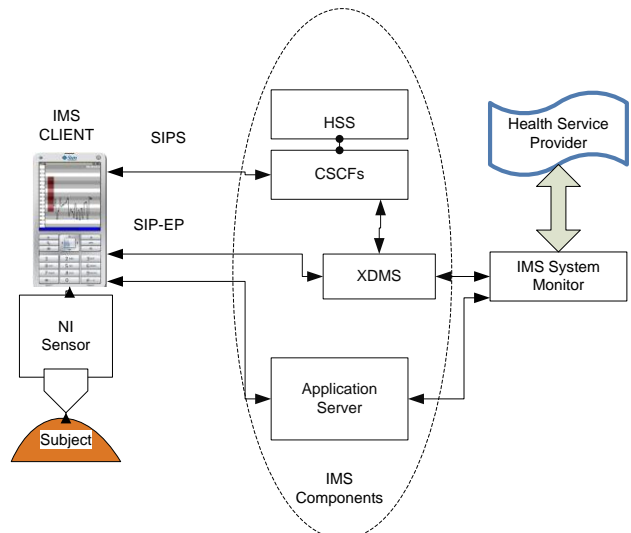 IMS
CLIENT
SIPS
HSS
CSCFs
Health Service
Provider
SIP-EP
XDMS
IMS System
Monitor
NI
Sensor
Application
Server
Subject
IMS
Components